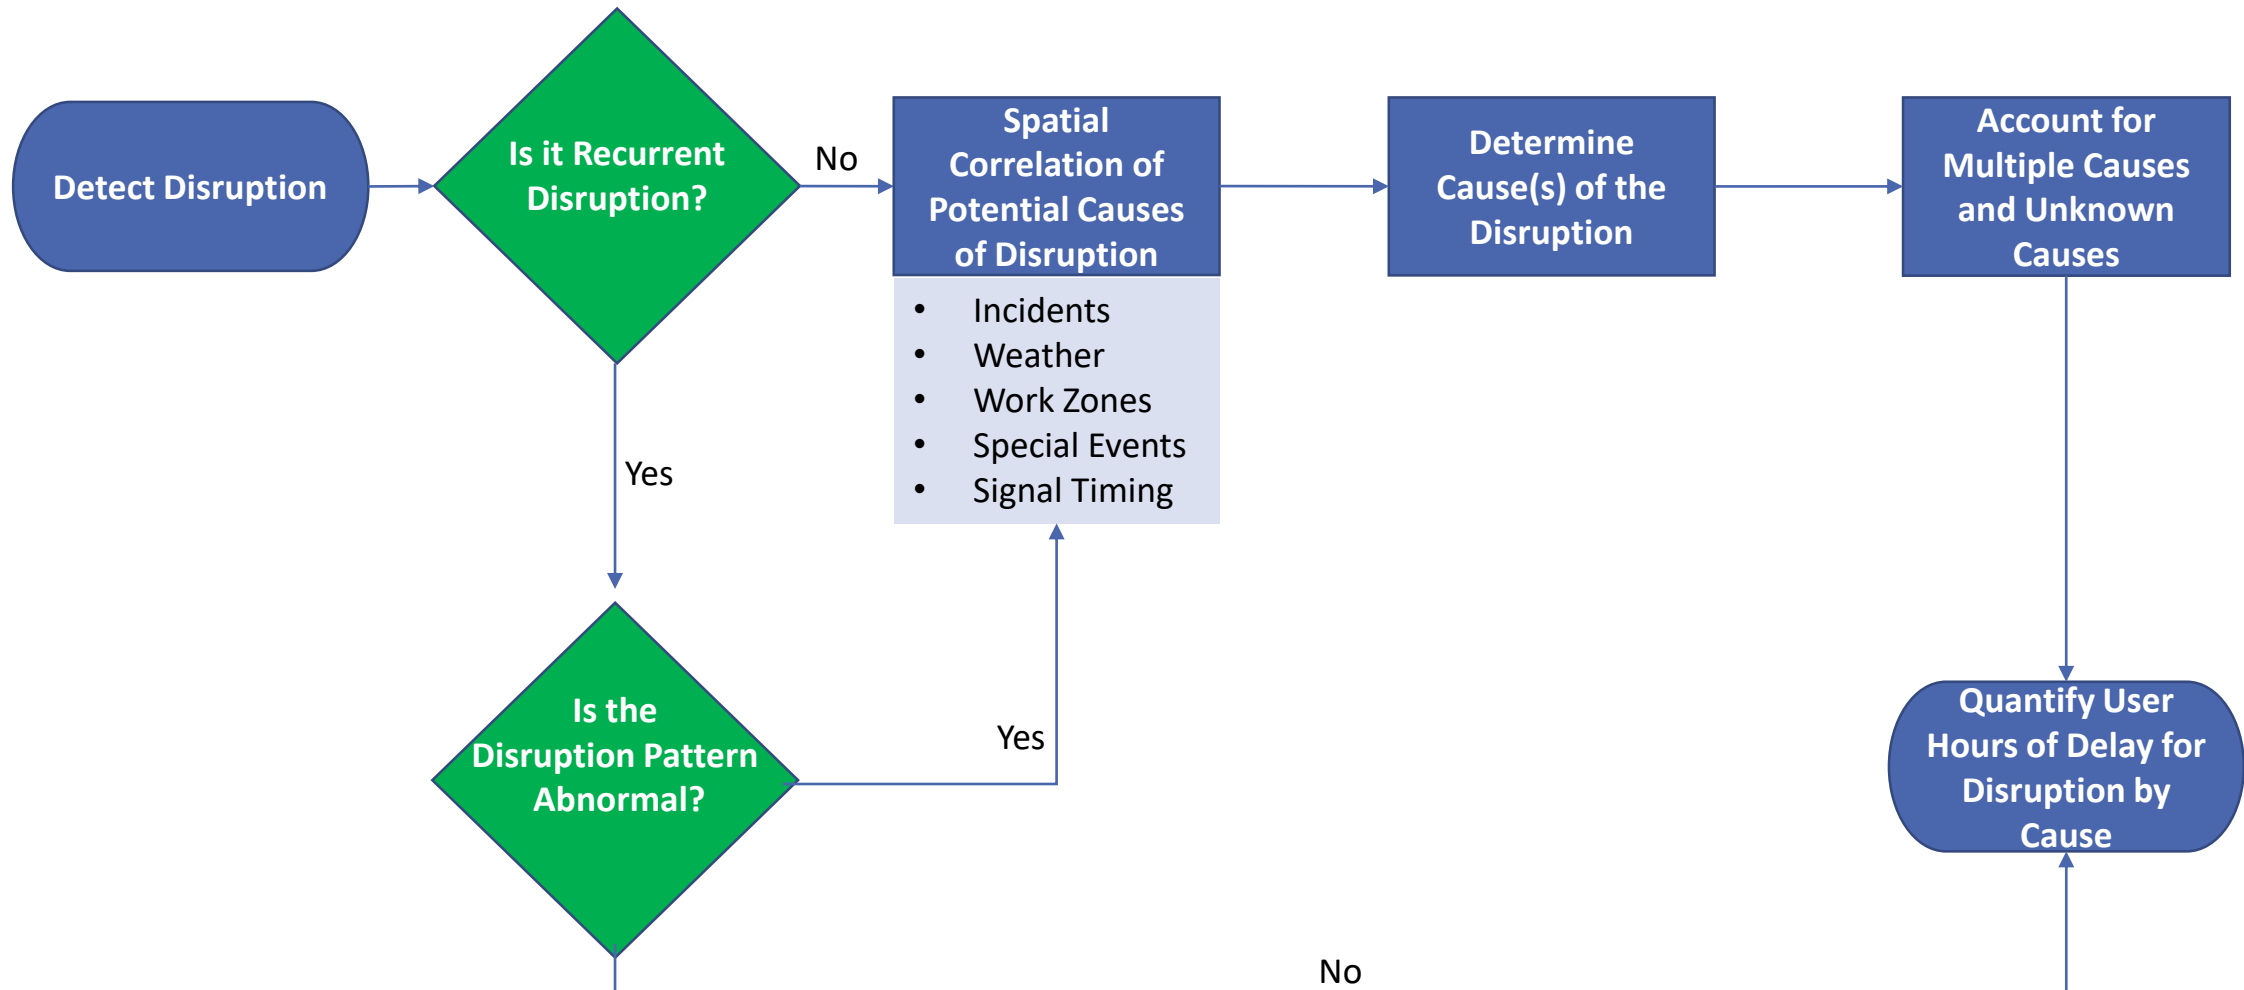 Detect Disruption
Is it Recurrent
Disruption?
No
Spatial
Correlation of
Potential Causes
of Disruption
• Incidents
• Weather
• Work Zones
• Special Events
• Signal Timing
Determine
Cause(s) of the
Disruption
Account for
Multiple Causes
and Unknown
Causes
Yes
Is the
Disruption Pattern
Abnormal?
Yes
Quantify User
Hours of Delay for
Disruption by
Cause
No